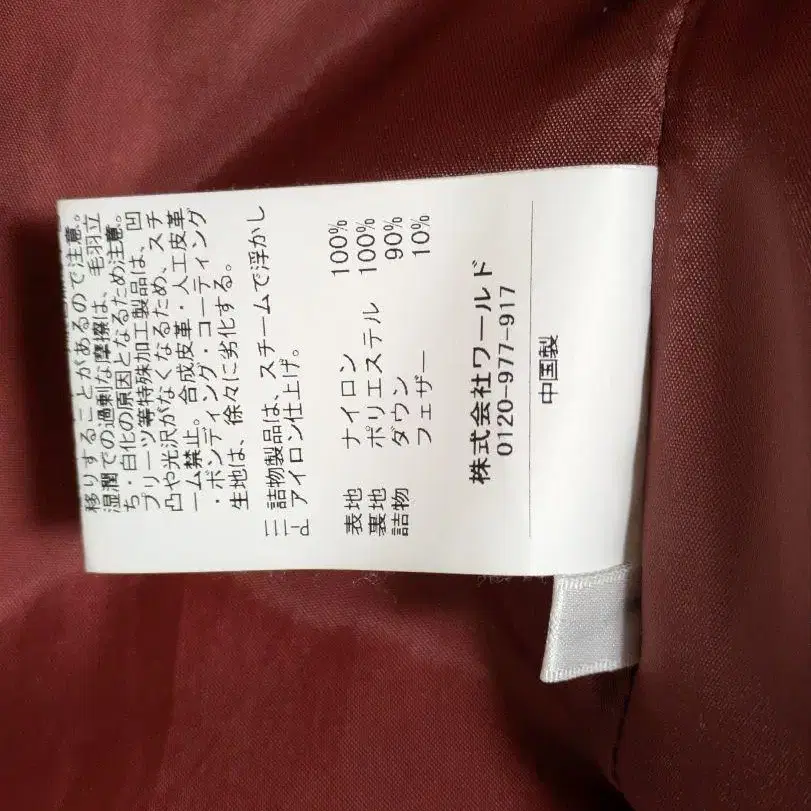 移りすることがあるので注意。
湿潤での過剰な摩擦は、毛羽立
ち・白化の原因となるため注意。
プリーツ等特殊加工製品は、凹
凸や光沢がなくなるため、スチ
ーム禁止。合成皮革・人工皮革
・ボンディング・コーティング
生地は、徐々に劣化する。
詰物製品は、スチームで浮かし
アイロン仕上げ。
表地 ナイロン 100%
裏地 ポリエステル 100%
詰物 ダウン 90%
フェザー 10%
株式会社ワールド
0120-977-917
中国製